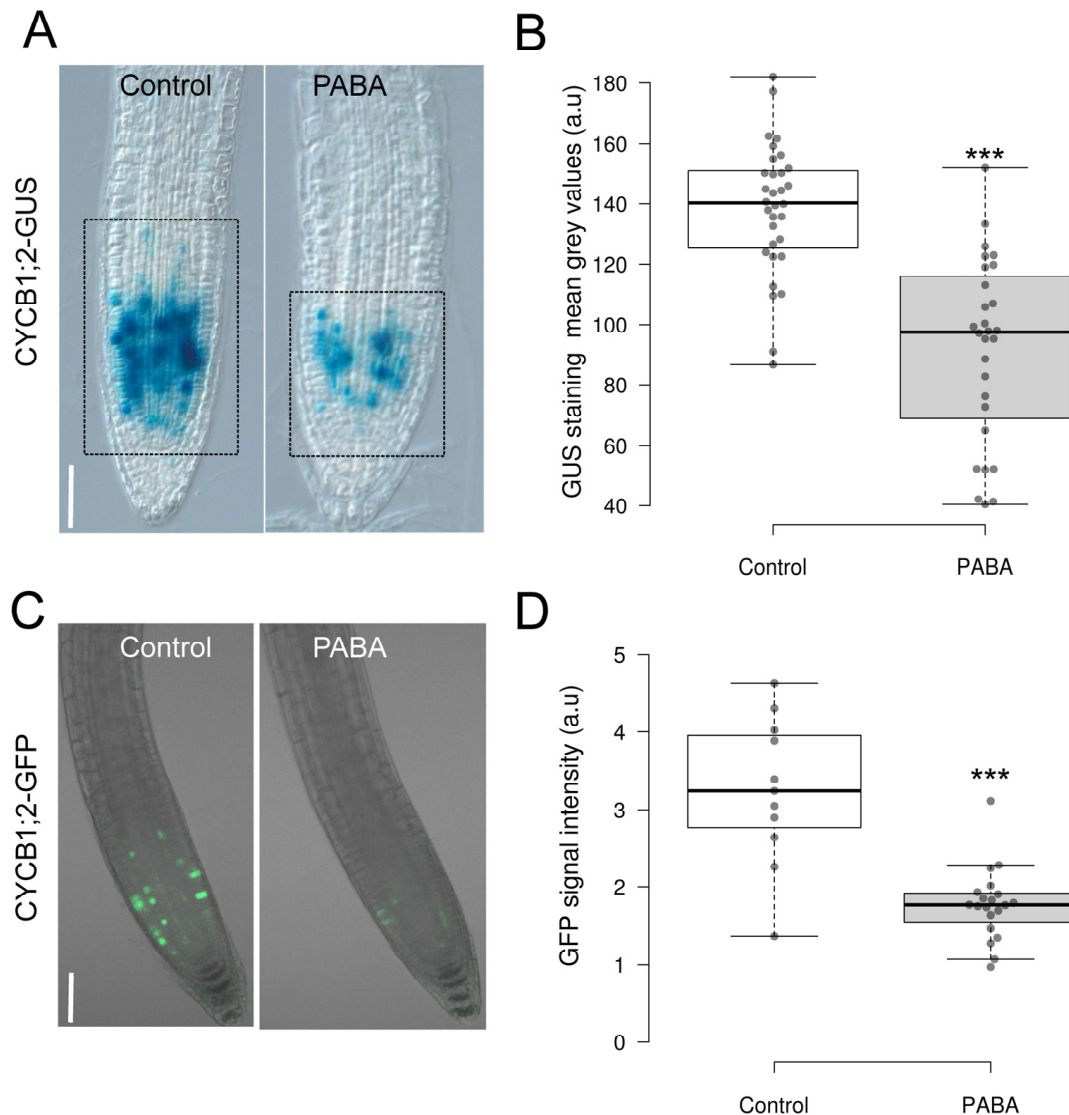 A
Control PABA
CYCB1;2-GUS
B
GUS staining mean grey values (a.u)
180
160
140
120
100
80
60
40
***
Control PABA
C
Control PABA
CYCB1;2-GFP
D
GFP signal intensity (a.u)
5
4
3
2
1
0
***
Control PABA